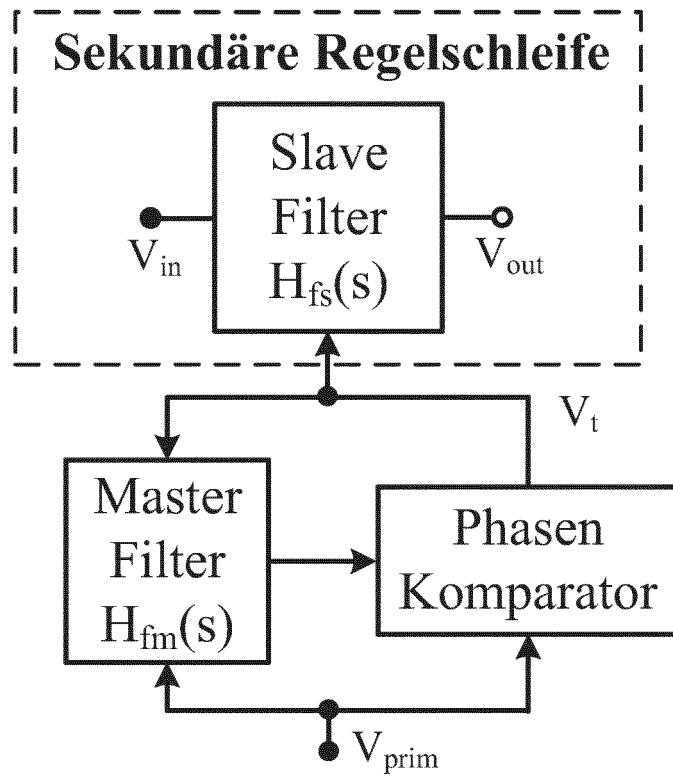 Sekundäre Regelschleife
Slave
Filter
H_fs(s)
V_in
V_out
V_t
Master
Filter
H_fm(s)
Phasen
Komparator
V_prim